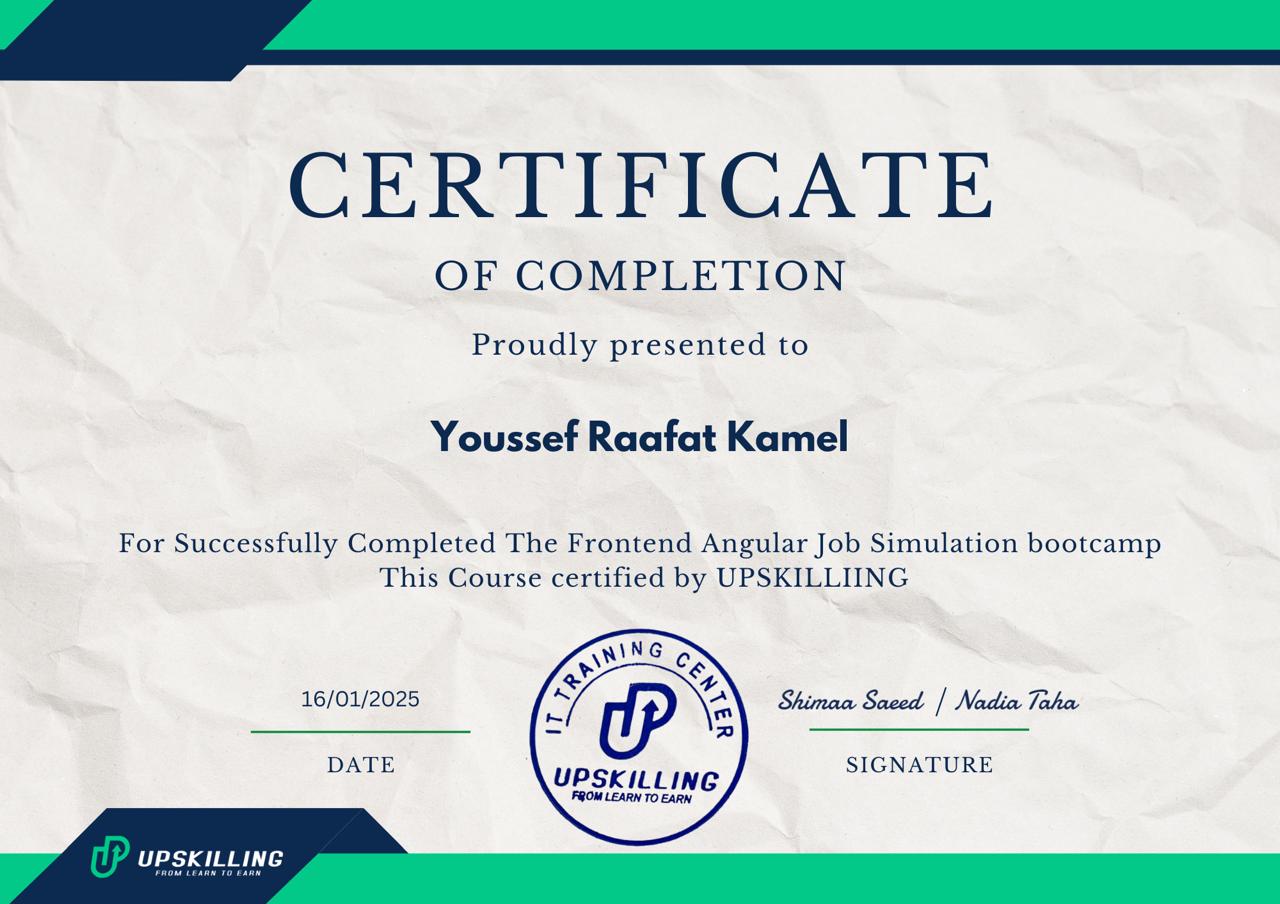 CERTIFICATE
OF COMPLETION
Proudly presented to
Youssef Raafat Kamel
For Successfully Completed The Frontend Angular Job Simulation bootcamp
This Course certified by UPSKILLIING
16/01/2025
DATE
IT TRAINING CENTER
UPSKILLING
FROM LEARN TO EARN
Shimaa Saeed / Nadia Taha
SIGNATURE
UPSKILLING
FROM LEARN TO EARN